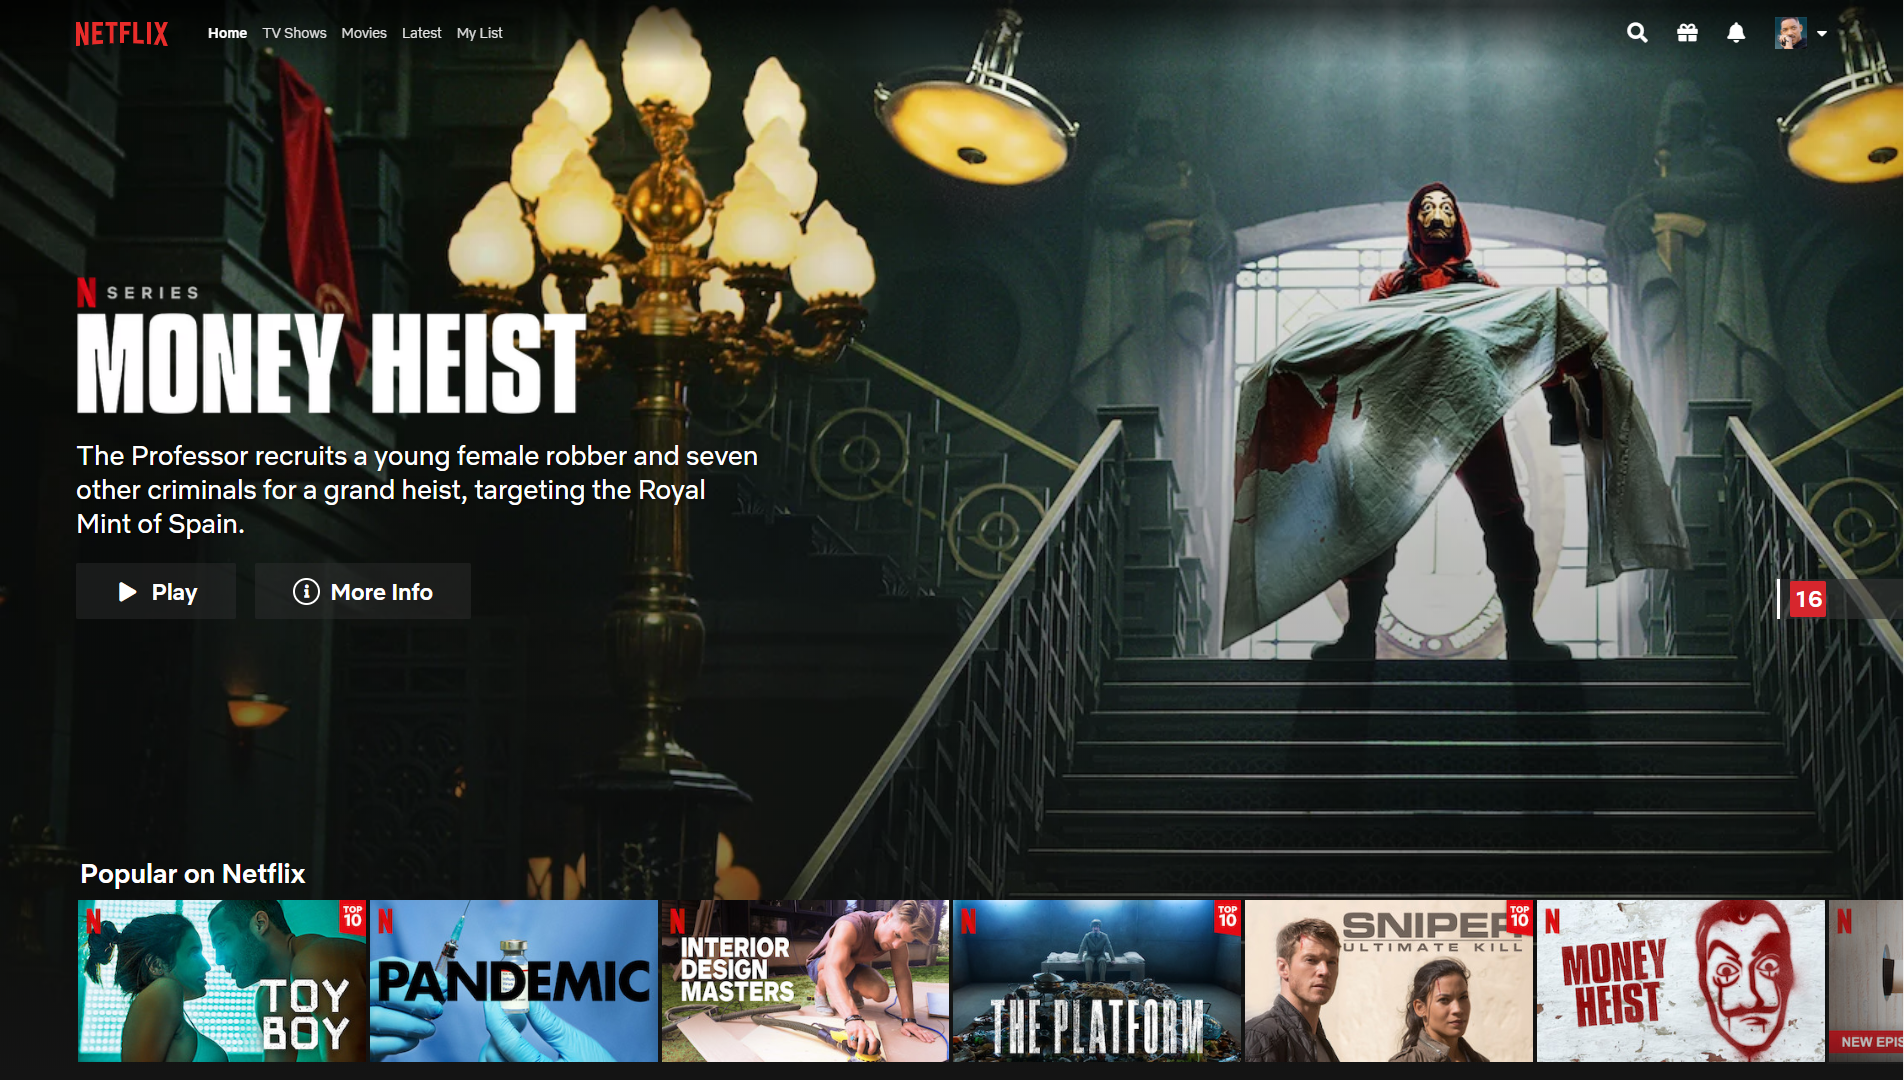 NETFLIX
Home TV Shows Movies Latest My List
N SERIES
MONEY HEIST
The Professor recruits a young female robber and seven
other criminals for a grand heist, targeting the Royal
Mint of Spain.
Play
More Info
16
Popular on Netflix
N
TOP
10
TOY
BOY
N
PANDEMIC
N
INTERIOR
DESIGN
MASTERS
N
TOP
10
THE PLATFORM
TOP
10
SNIPER
ULTIMATE KILL
N
MONEY
HEIST
N
NEW EPIS